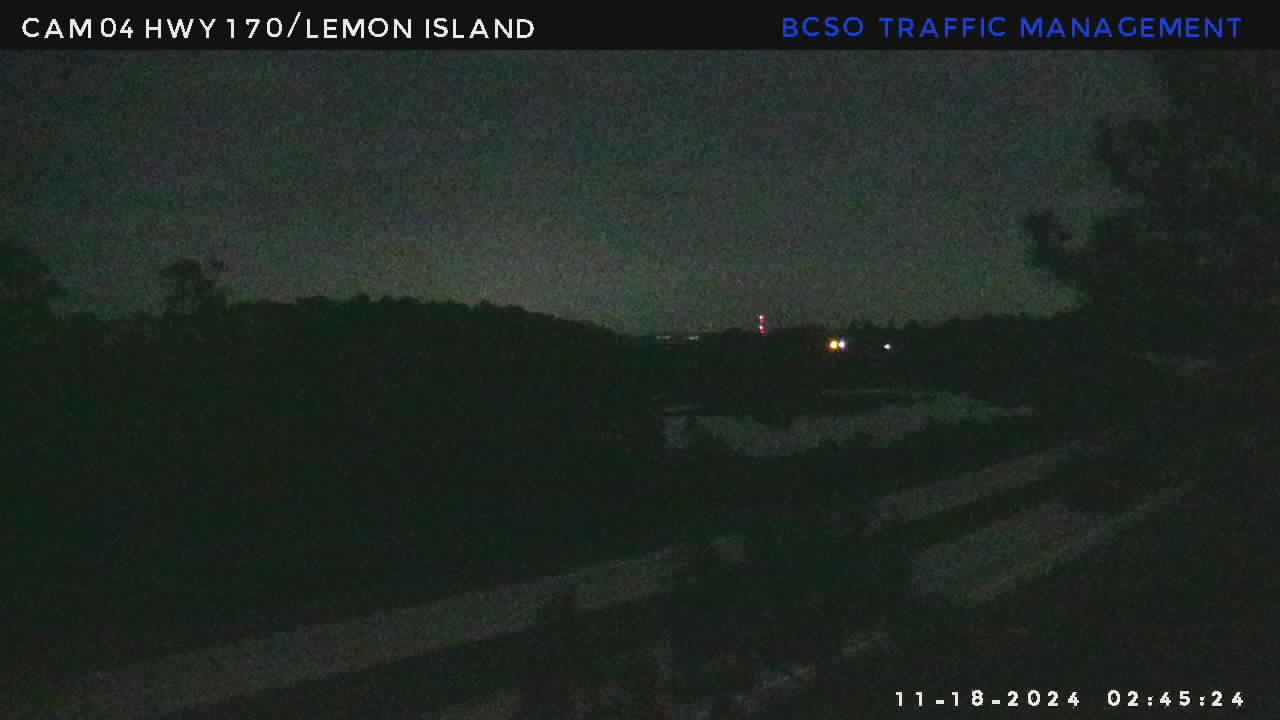 CAM04 HWY 170/LEMON ISLAND
BCSO TRAFFIC MANAGEMENT
11-18-2024 02:45:24